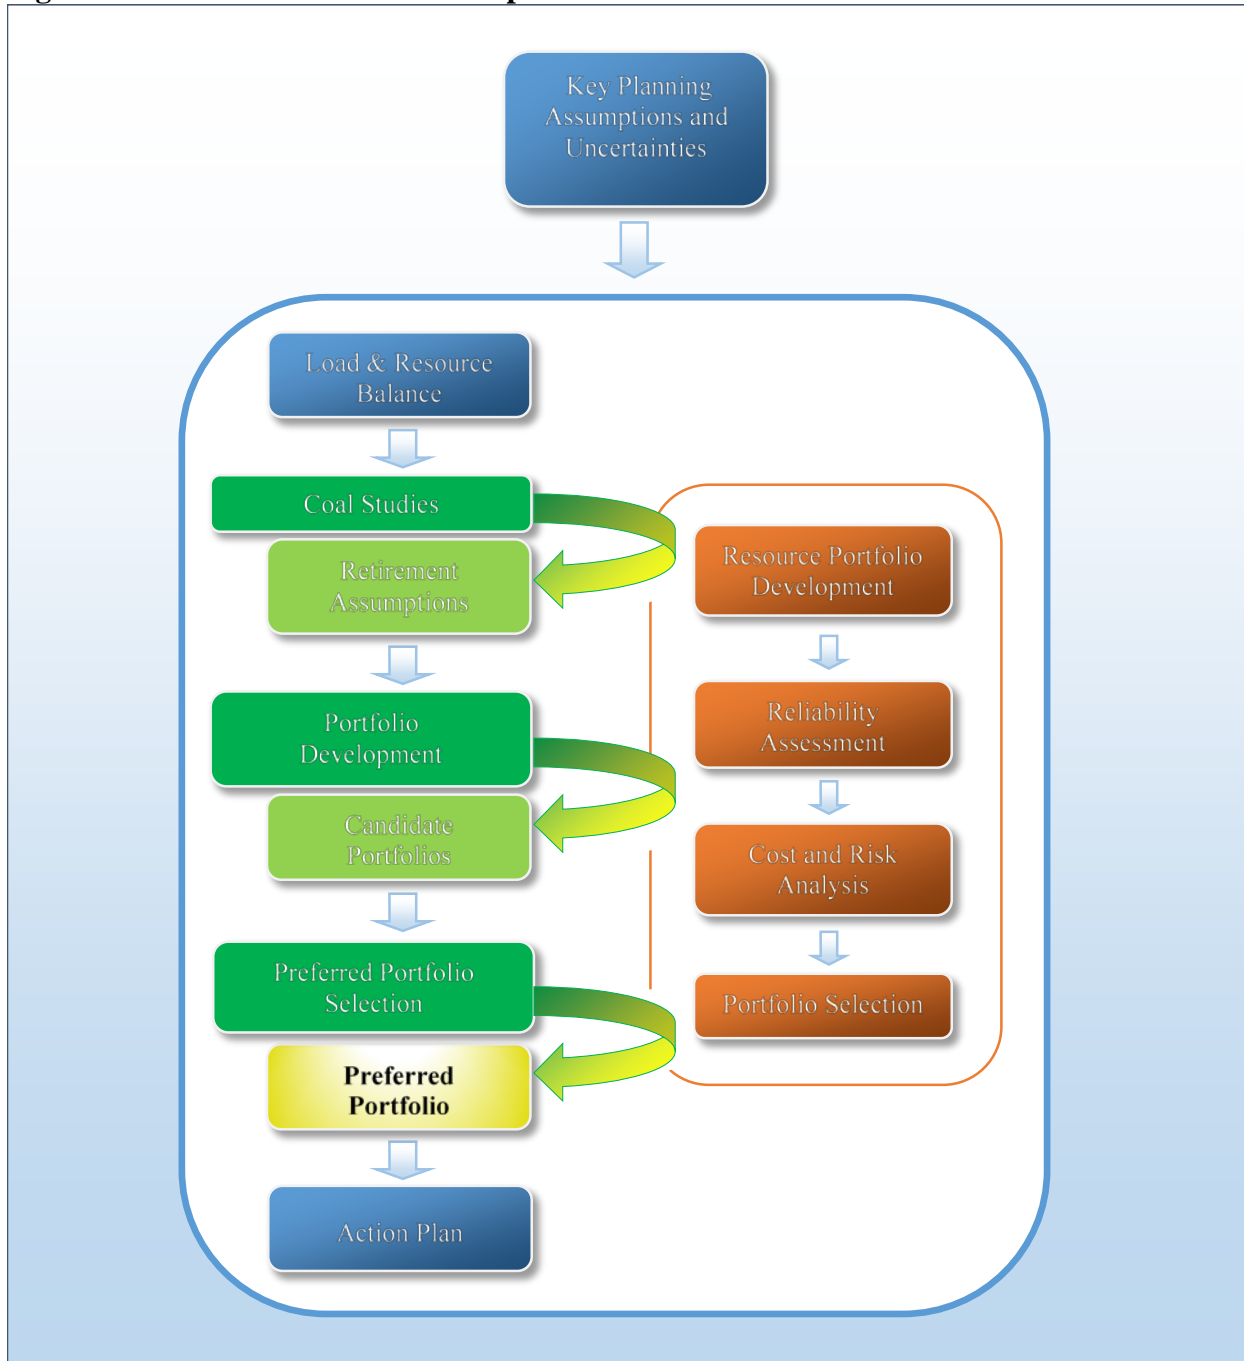 Key Planning
Assumptions and
Uncertainties
Load & Resource
Balance
Coal Studies
Retirement
Assumptions
Portfolio
Development
Candidate
Portfolios
Preferred Portfolio
Selection
Preferred
Portfolio
Action Plan
Resource Portfolio
Development
Reliability
Assessment
Cost and Risk
Analysis
Portfolio Selection